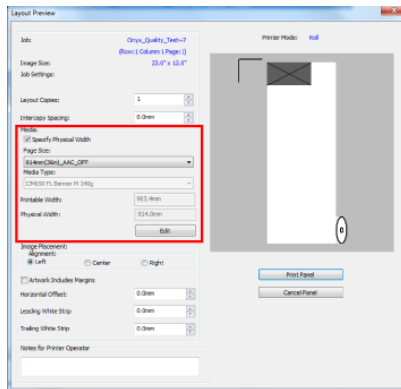 Layout Preview
Job: Onyx_Quality_Test=7
(Row:1 Column:1 Page:1)
Image Size: 23.6" x 12.0"
Job Settings:
Layout Copies: 1
Intercopy Spacing: 0.0mm
Media:
Specify Physical Width
Page Size:
914mm(36in)_AAC_OFF
Media Type:
Printable Width: 903.4mm
Physical Width: 914.0mm
Edit
Image Placement:
Alignment:
Left Center Right
Artwork Includes Margins
Horizontal Offset: 0.0mm
Leading White Strip 0.0mm
Trailing White Strip 0.0mm
Notes for Printer Operator
Printer Mode: Roll
Print Panel
Cancel Panel